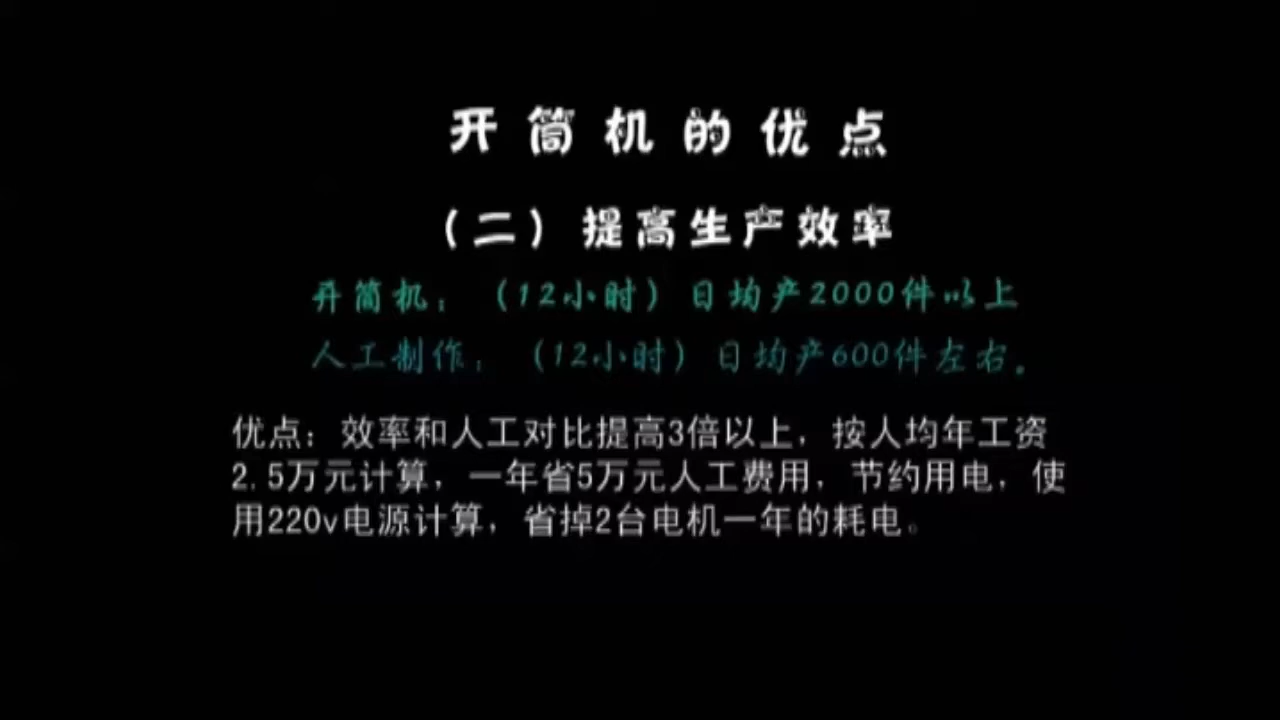 开筒机的优点
（二）提高生产效率
开筒机：（12小时）日均产2000件以上
人工制作：（12小时）日均产600件左右。
优点：效率和人工对比提高3倍以上，按人均年工资
2.5万元计算，一年省5万元人工费用，节约用电，使
用220v电源计算，省掉2台电机一年的耗电。